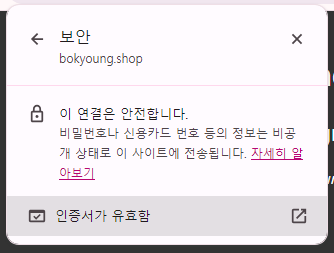 보안
bokyoung.shop
이 연결은 안전합니다.
비밀번호나 신용카드 번호 등의 정보는 비공
개 상태로 이 사이트에 전송됩니다. 자세히 알
아보기
인증서가 유효함